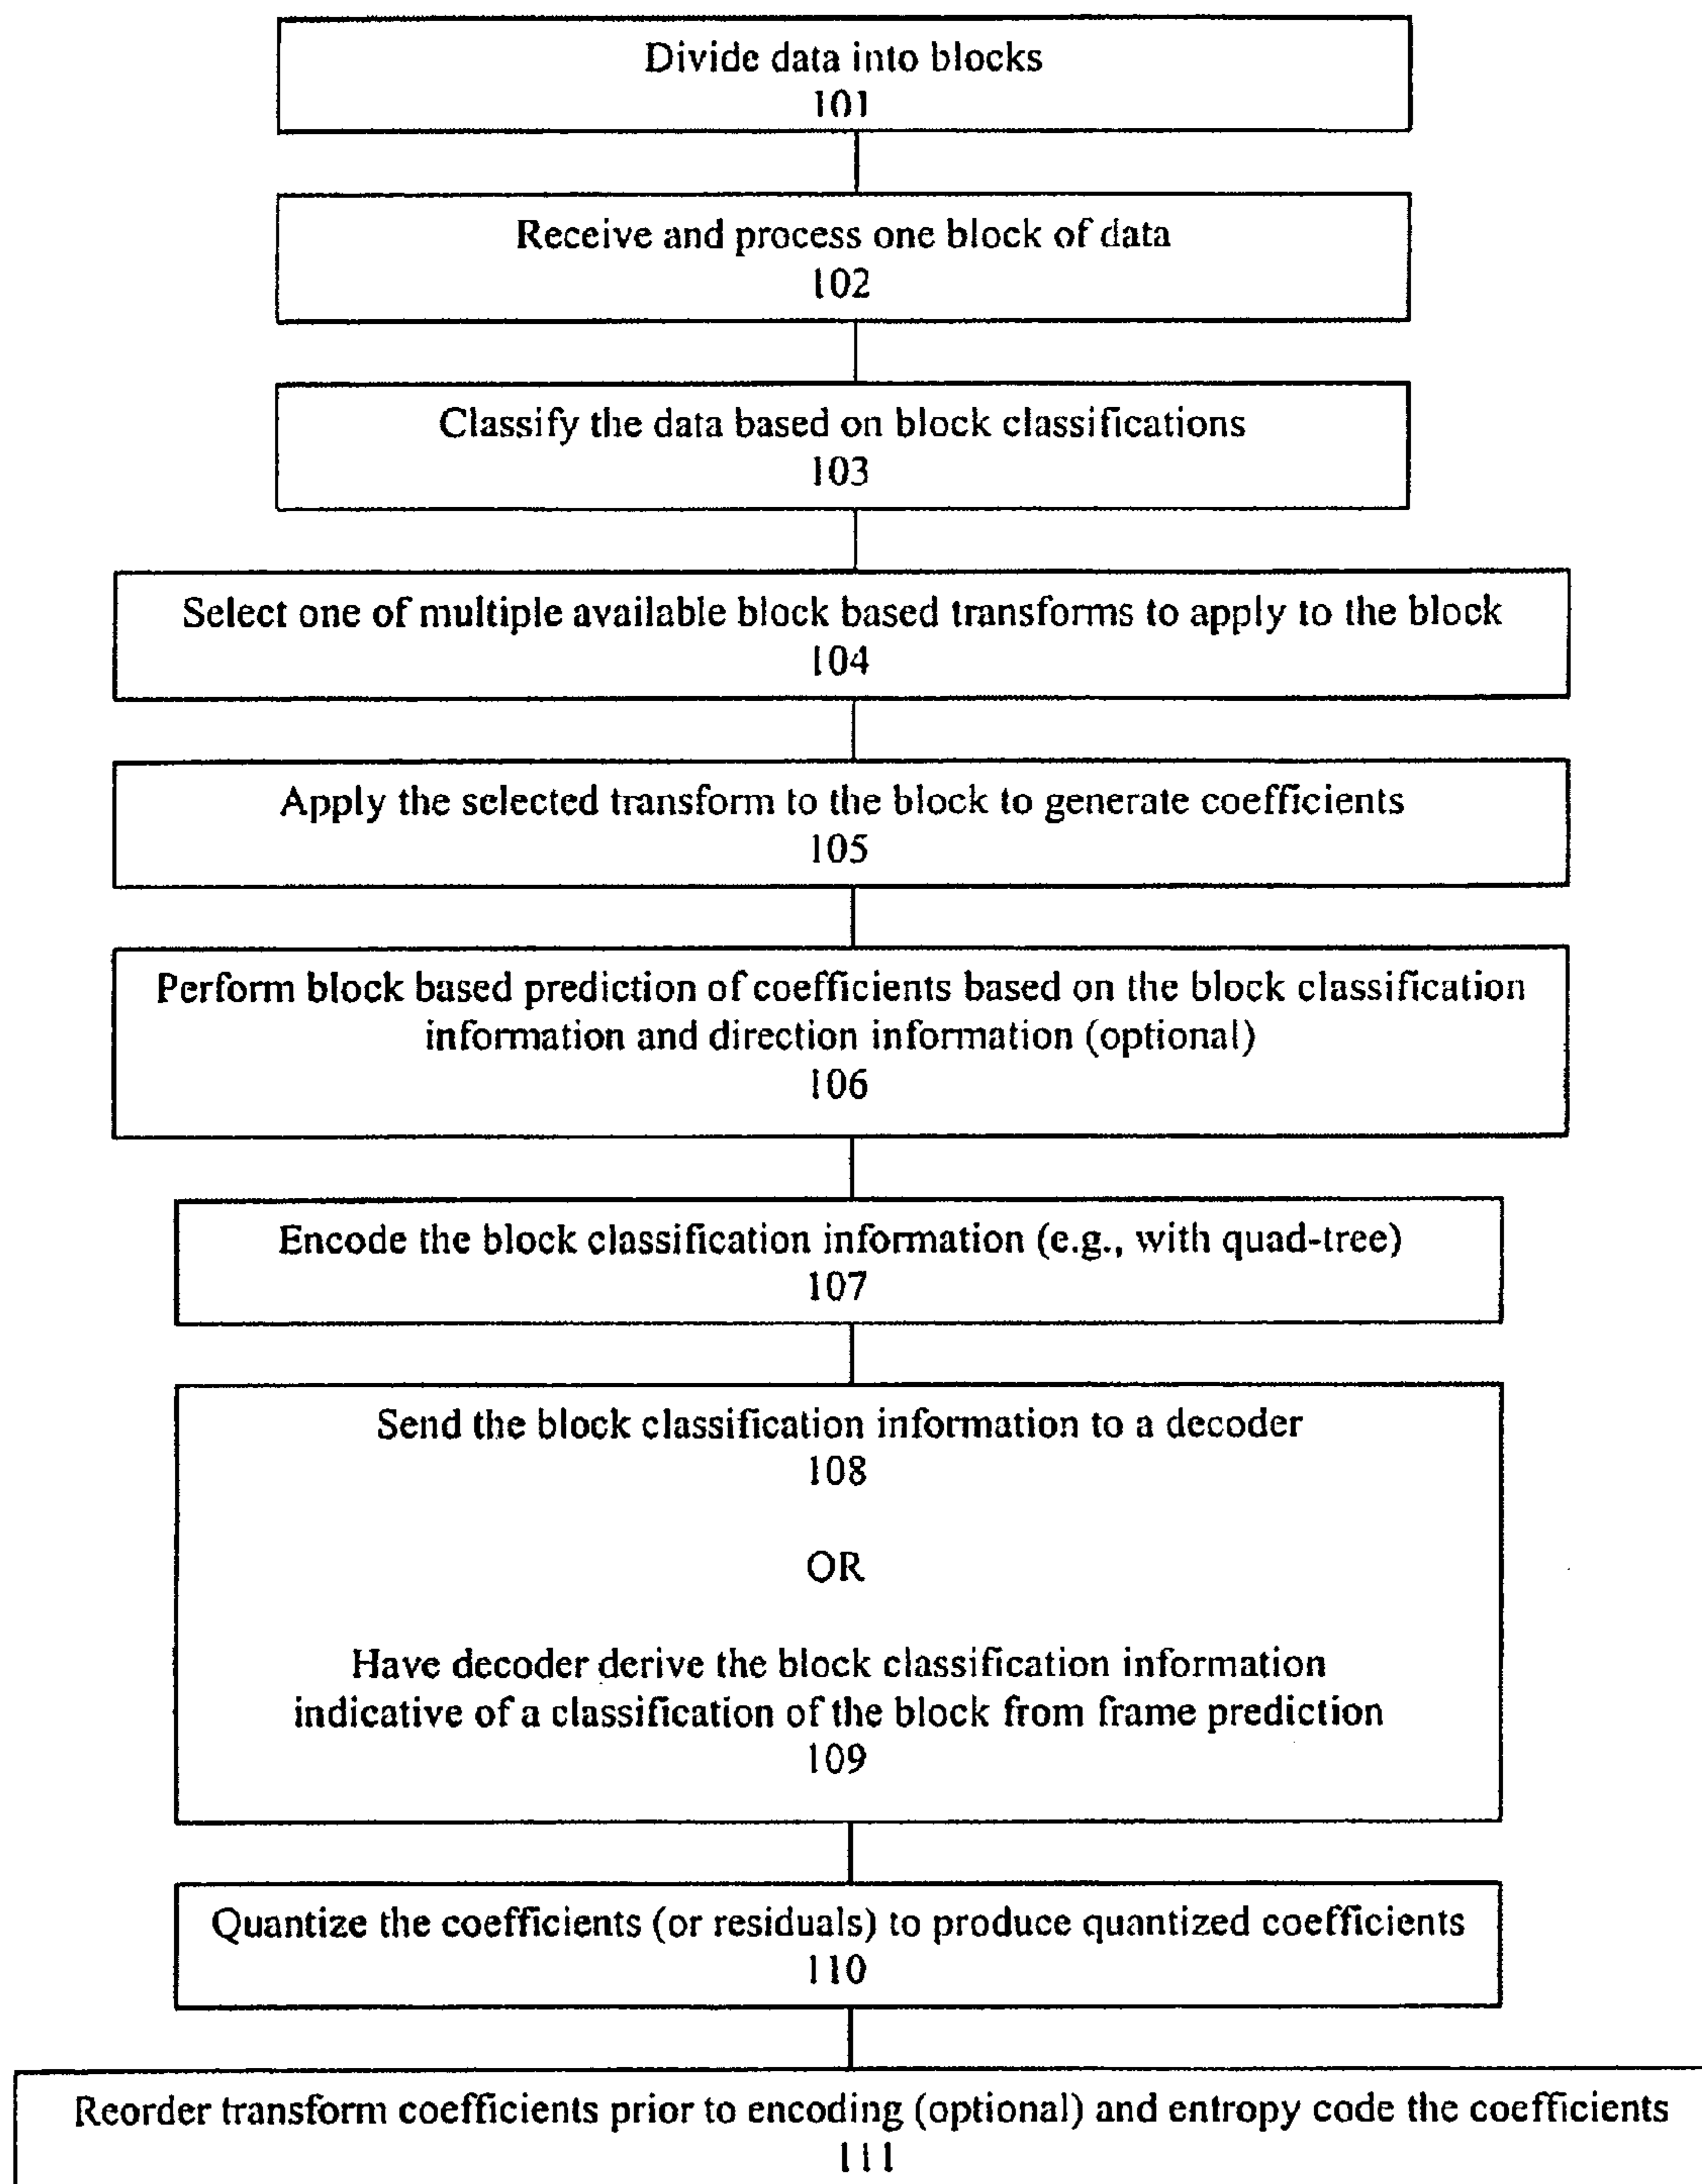 Divide data into blocks
101
Receive and process one block of data
102
Classify the data based on block classifications
103
Select one of multiple available block based transforms to apply to the block
104
Apply the selected transform to the block to generate coefficients
105
Perform block based prediction of coefficients based on the block classification
information and direction information (optional)
106
Encode the block classification information (e.g., with quad-tree)
107
Send the block classification information to a decoder
108
OR
Have decoder derive the block classification information
indicative of a classification of the block from frame prediction
109
Quantize the coefficients (or residuals) to produce quantized coefficients
110
Reorder transform coefficients prior to encoding (optional) and entropy code the coefficients
111